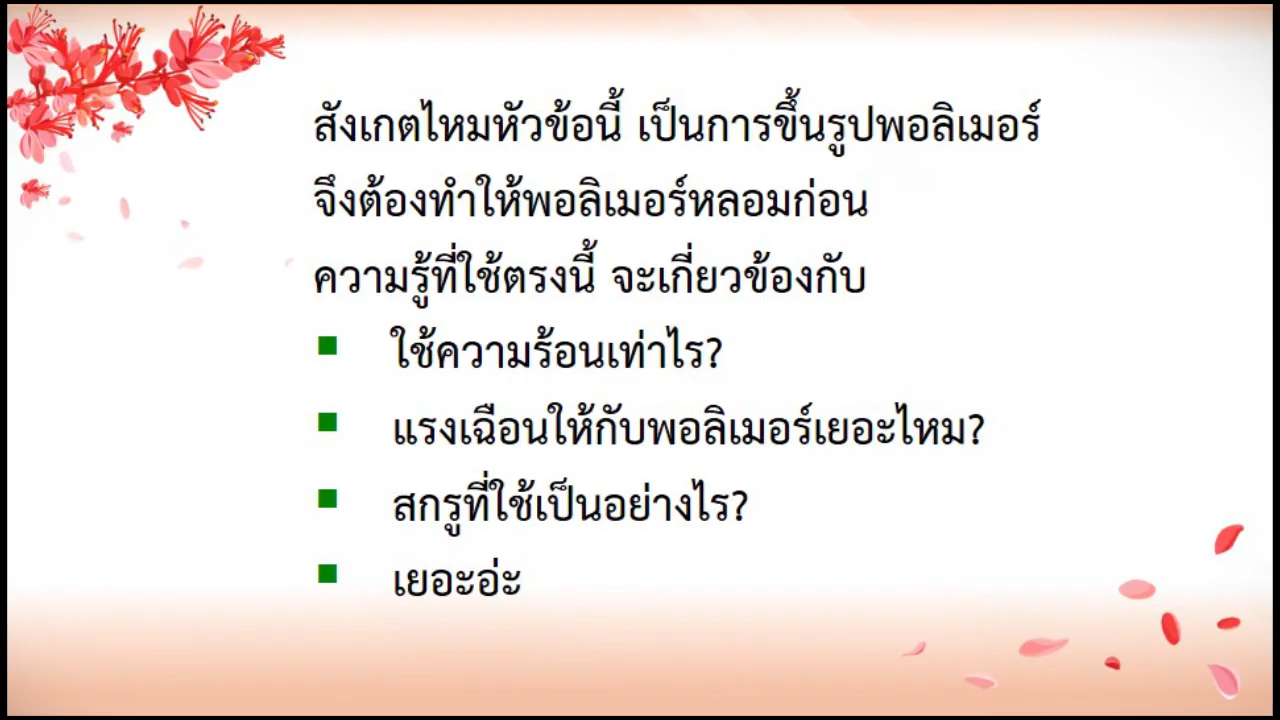 สังเกตไหมหัวข้อนี้ เป็นการขึ้นรูปพอลิเมอร์
จึงต้องทำให้พอลิเมอร์หลอมก่อน
ความรู้ที่ใช้ตรงนี้ จะเกี่ยวข้องกับ
ใช้ความร้อนเท่าไร?
แรงเฉือนให้กับพอลิเมอร์เยอะไหม?
สกรูที่ใช้เป็นอย่างไร?
เยอะอ่ะ